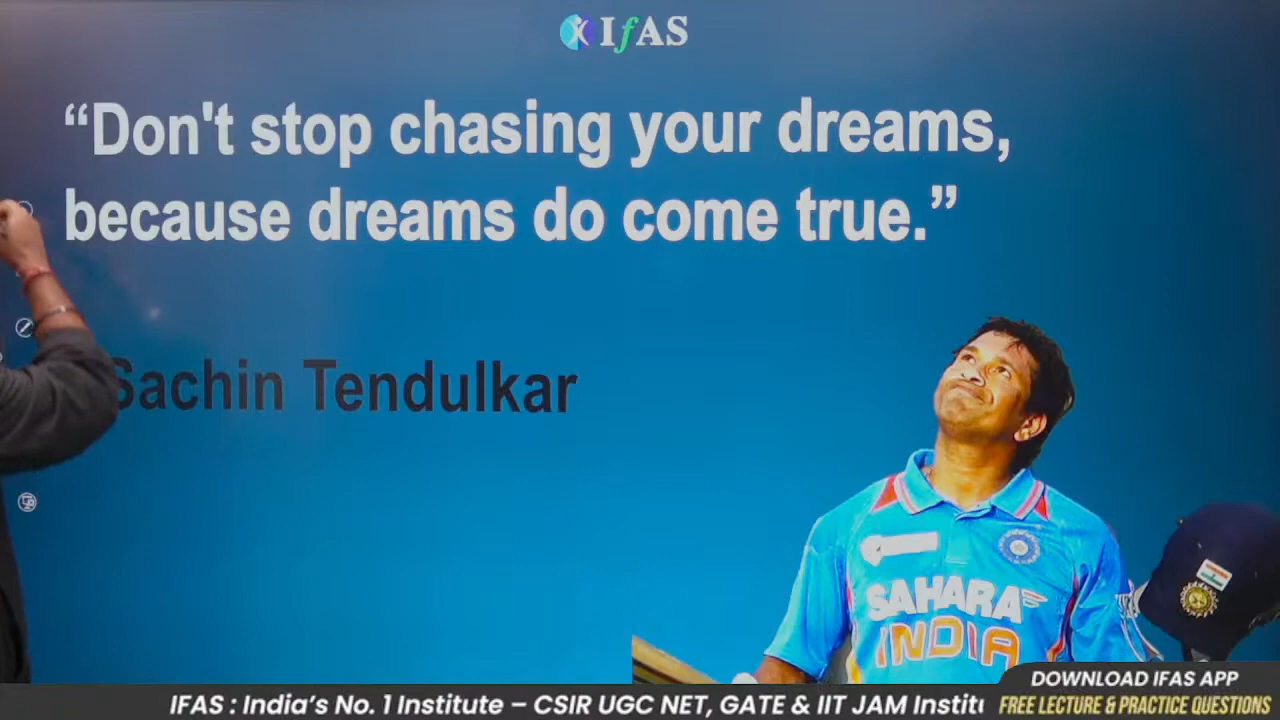 IfAS
“Don't stop chasing your dreams,
because dreams do come true.”
Sachin Tendulkar
SAHARA
INDIA
DOWNLOAD IFAS APP
IFAS : India’s No. 1 Institute – CSIR UGC NET, GATE & IIT JAM
FREE LECTURE & PRACTICE QUESTIONS